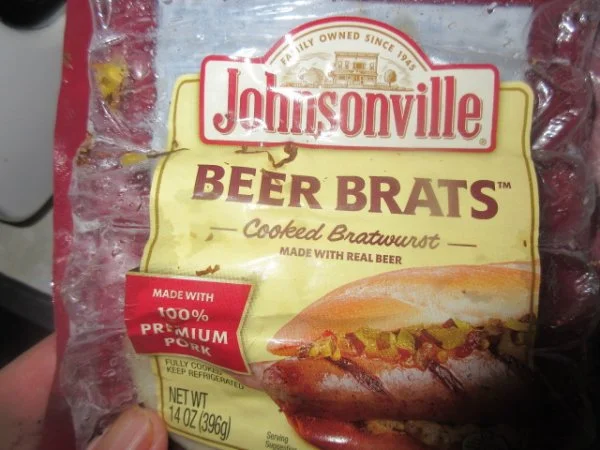 FAMILY OWNED SINCE 1945
Johnsonville
BEER BRATS™
Cooked Bratwurst
MADE WITH REAL BEER
MADE WITH
100%
PREMIUM
PORK
FULLY COOKED
KEEP REFRIGERATED
NET WT
14 OZ (396g)
Serving
Suggestion